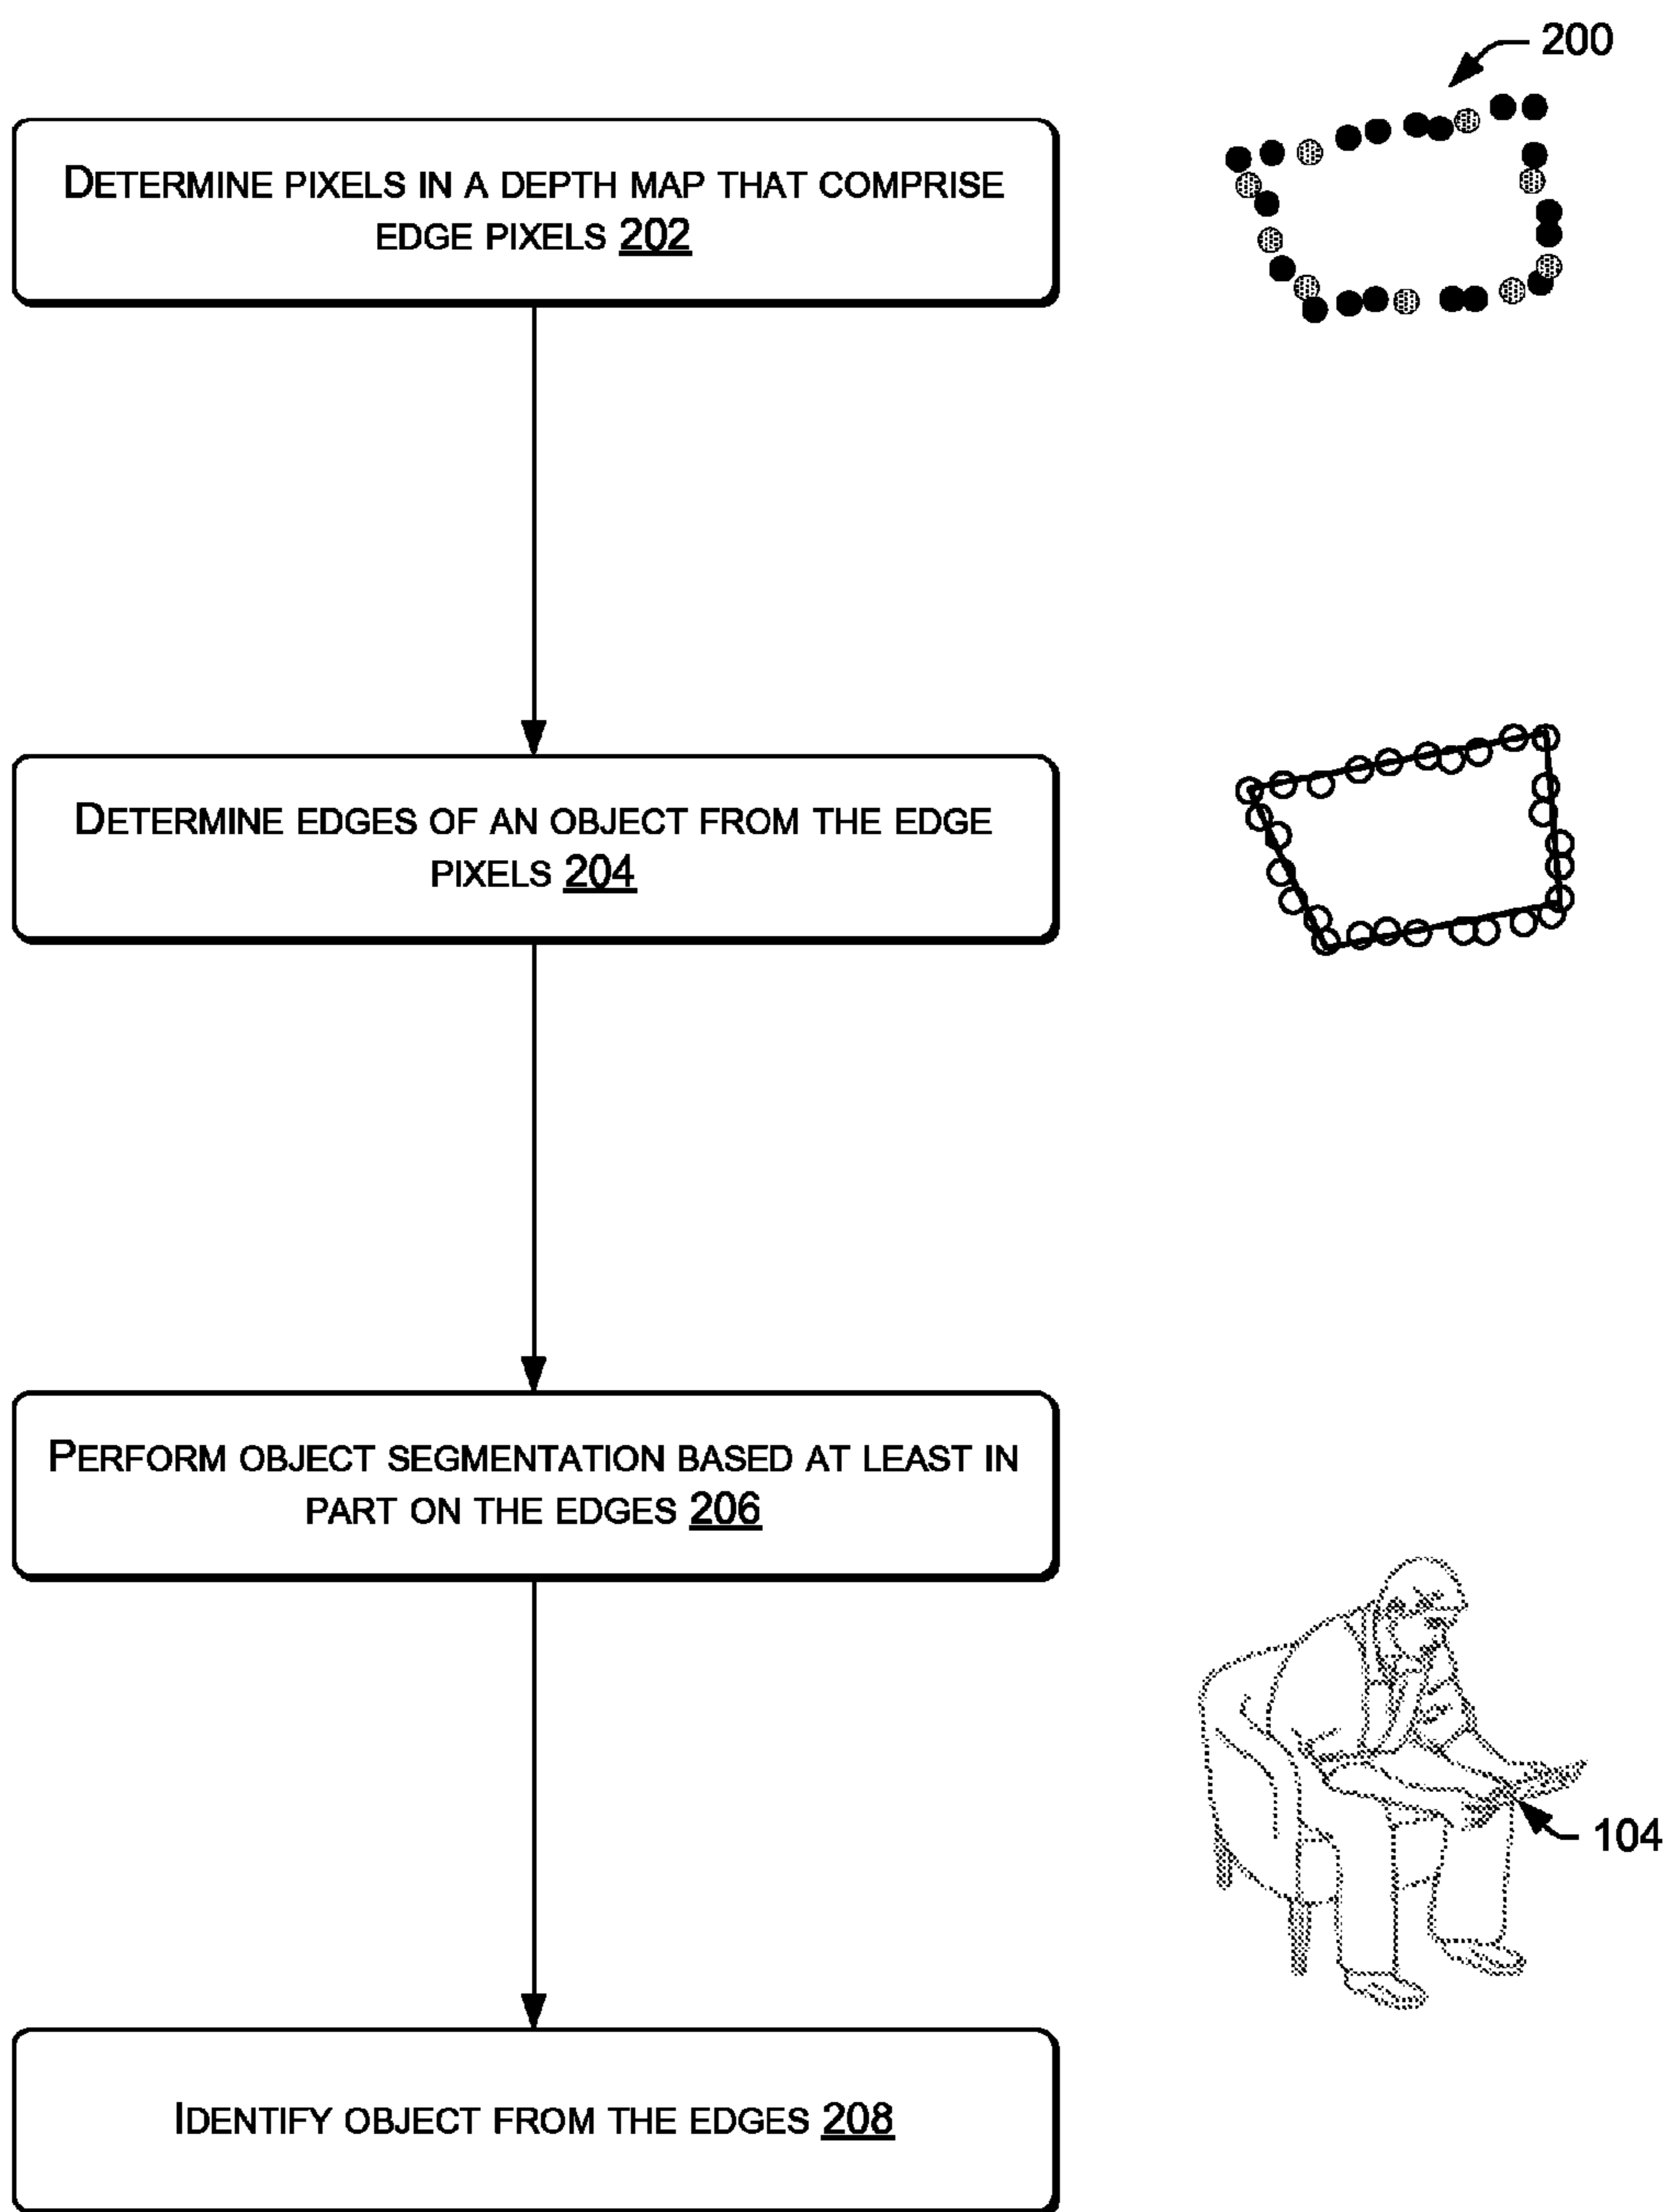 200
DETERMINE PIXELS IN A DEPTH MAP THAT COMPRISE
EDGE PIXELS 202
DETERMINE EDGES OF AN OBJECT FROM THE EDGE
PIXELS 204
PERFORM OBJECT SEGMENTATION BASED AT LEAST IN
PART ON THE EDGES 206
104
IDENTIFY OBJECT FROM THE EDGES 208